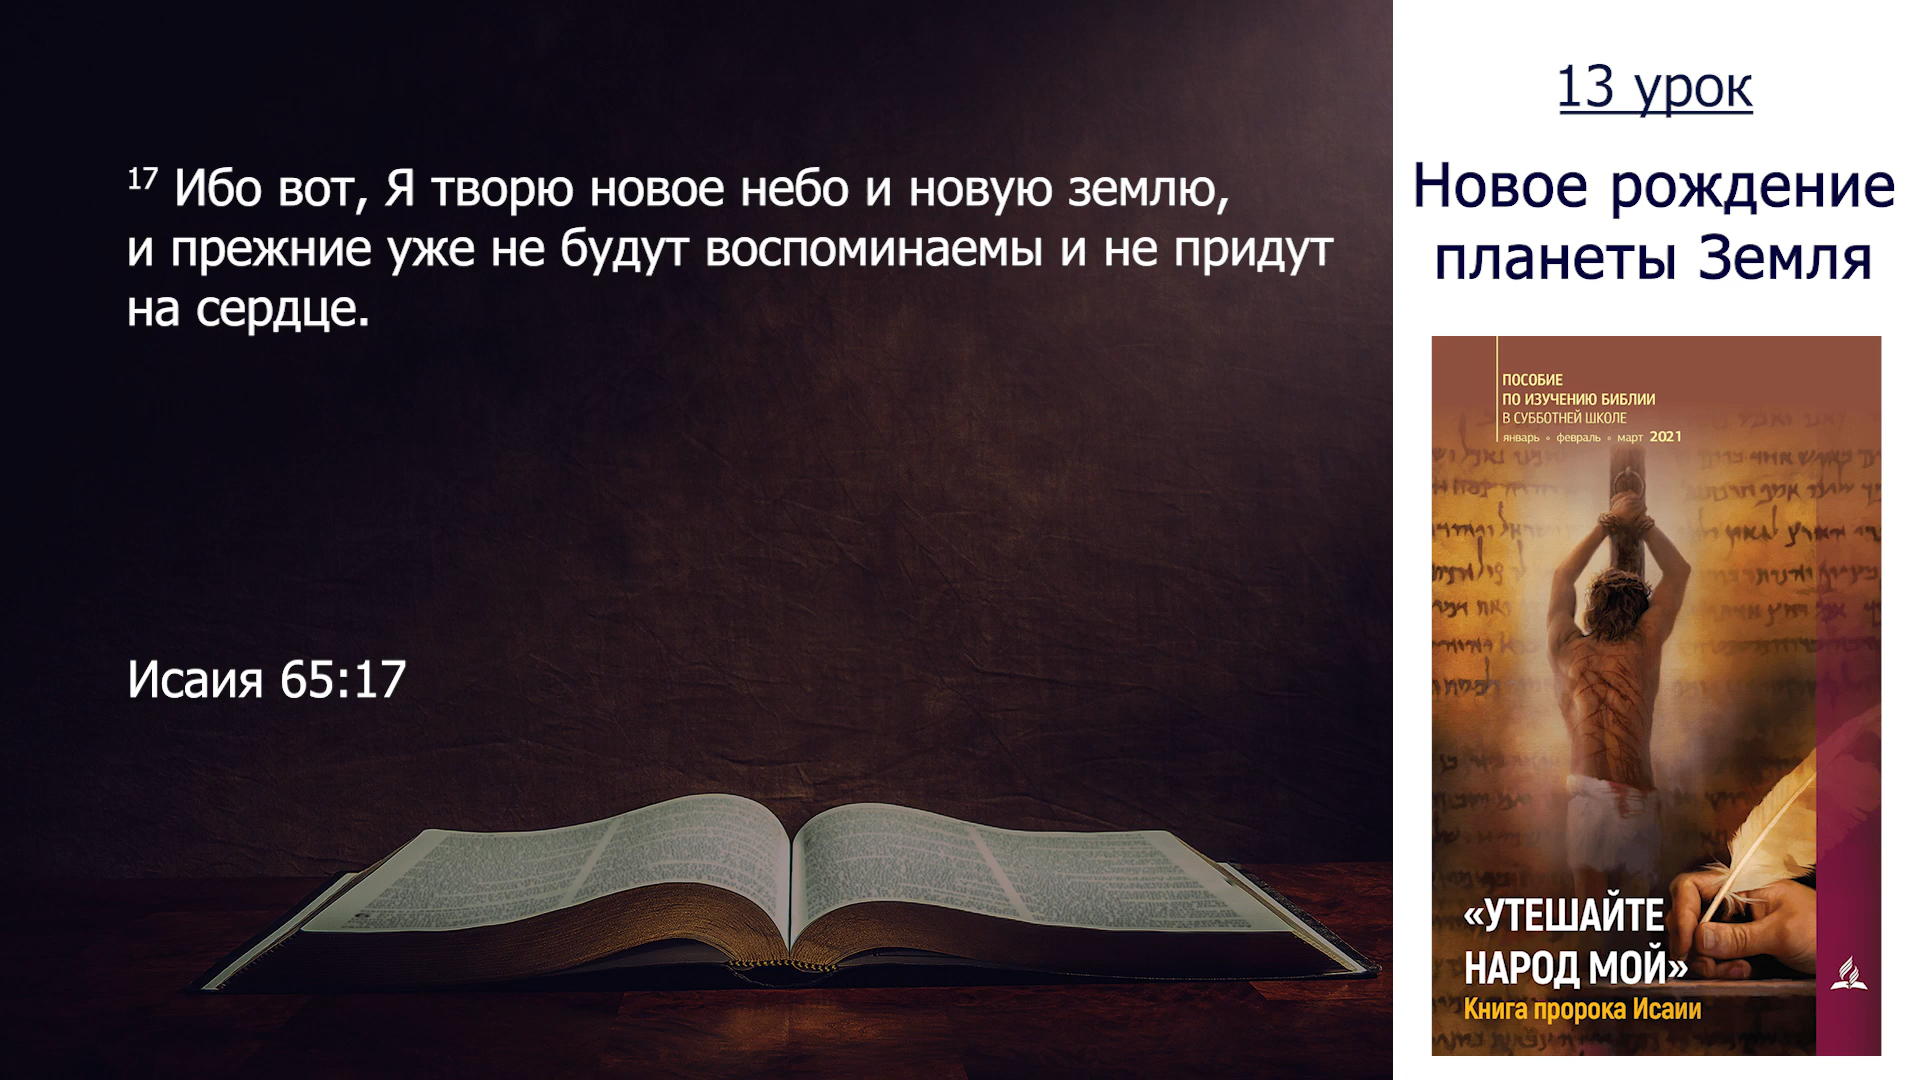 ¹⁷ Ибо вот, Я творю новое небо и новую землю,
и прежние уже не будут воспоминаемы и не придут
на сердце.
Исаия 65:17
13 урок
Новое рождение
планеты Земля
ПОСОБИЕ
ПО ИЗУЧЕНИЮ БИБЛИИ
В СУББОТНЕЙ ШКОЛЕ
январь • февраль • март 2021
«УТЕШАЙТЕ
НАРОД МОЙ»
Книга пророка Исаии